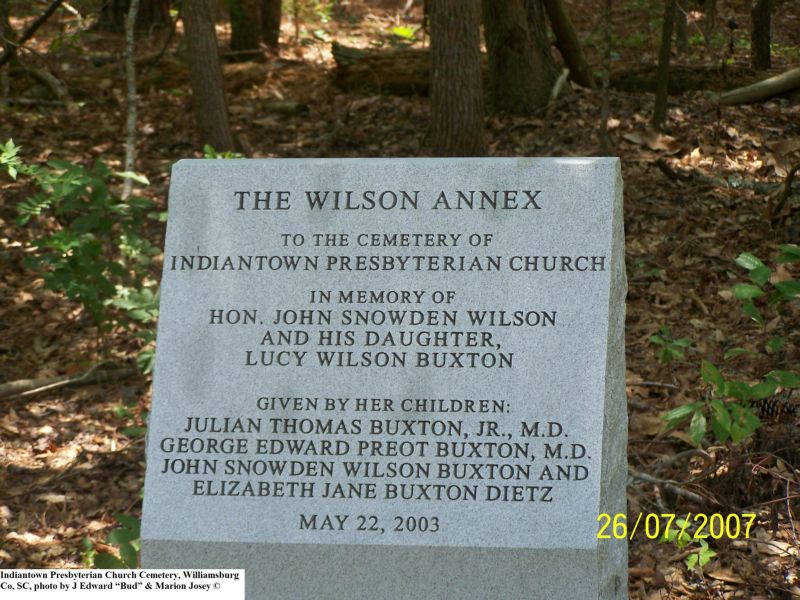 THE WILSON ANNEX
TO THE CEMETERY OF
INDIANTOWN PRESBYTERIAN CHURCH
IN MEMORY OF
HON. JOHN SNOWDEN WILSON
AND HIS DAUGHTER,
LUCY WILSON BUXTON
GIVEN BY HER CHILDREN:
JULIAN THOMAS BUXTON, JR., M.D.
GEORGE EDWARD PREOT BUXTON, M.D.
JOHN SNOWDEN WILSON BUXTON AND
ELIZABETH JANE BUXTON DIETZ
MAY 22, 2003
26/07/2007
Indiantown Presbyterian Church Cemetery, Williamsburg
Co, SC, photo by J Edward “Bud” & Marion Josey ©